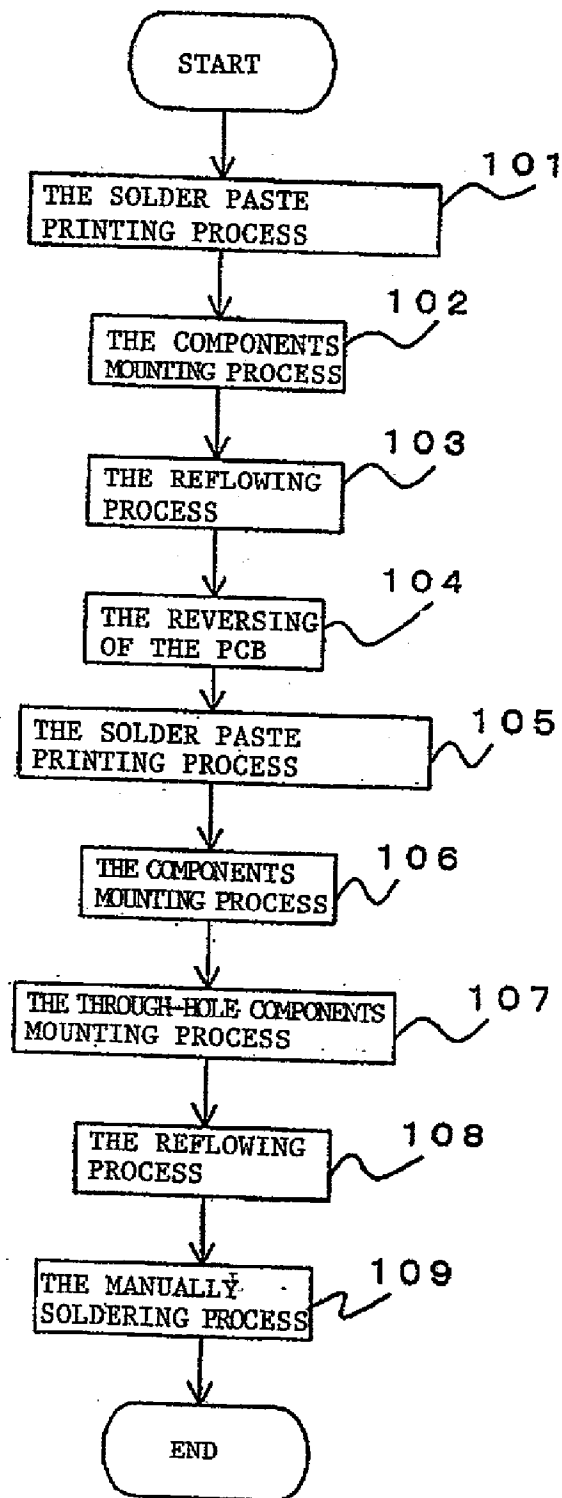 START
101
THE SOLDER PASTE
PRINTING PROCESS
102
THE COMPONENTS
MOUNTING PROCESS
103
THE REFLOWING
PROCESS
104
THE REVERSING
OF THE PCB
105
THE SOLDER PASTE
PRINTING PROCESS
106
THE COMPONENTS
MOUNTING PROCESS
107
THE THROUGH-HOLE COMPONENTS
MOUNTING PROCESS
108
THE REFLOWING
PROCESS
109
THE MANUALLY
SOLDERING PROCESS
END